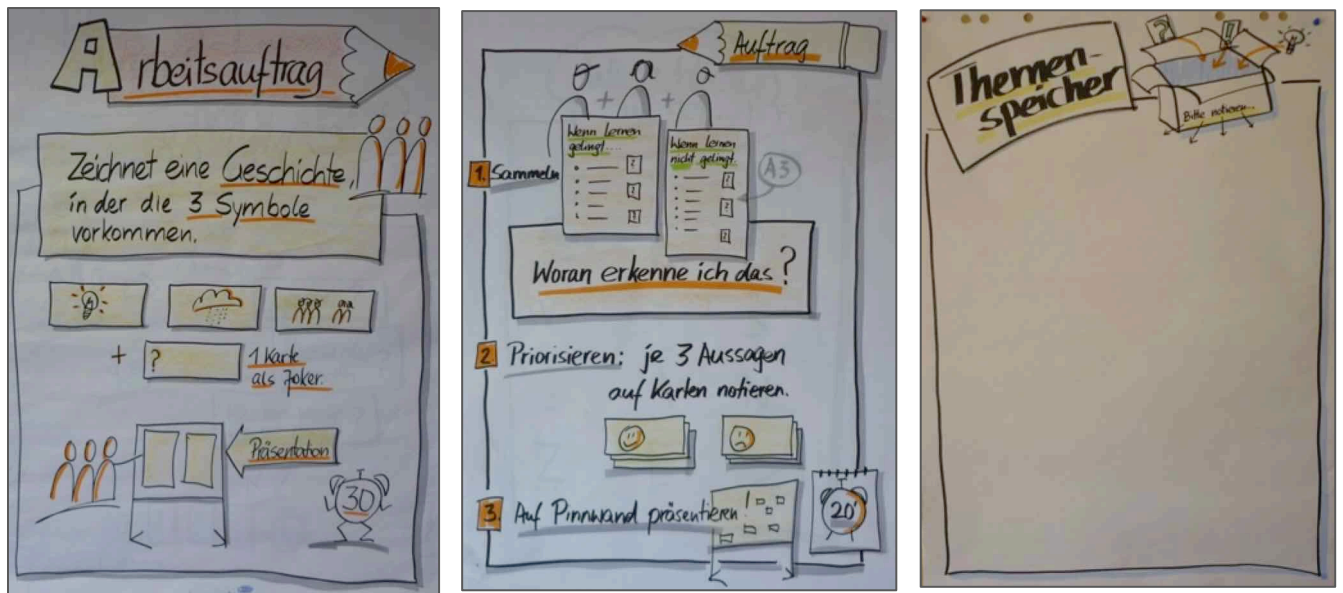 Arbeitsauftrag
Zeichnet eine Geschichte,
in der die 3 Symbole
vorkommen.
+ ? 1 Karte
als Joker.
Präsentation
30
Auftrag
+ +
Wenn Lernen
gelingt....
Wenn Lernen
nicht gelingt.
1. Sammeln
A3
Woran erkenne ich das?
2. Priorisieren: je 3 Aussagen
auf Karten notieren.
3. Auf Pinnwand präsentieren!
20'
Themen-
speicher
? !
Bitte notieren...